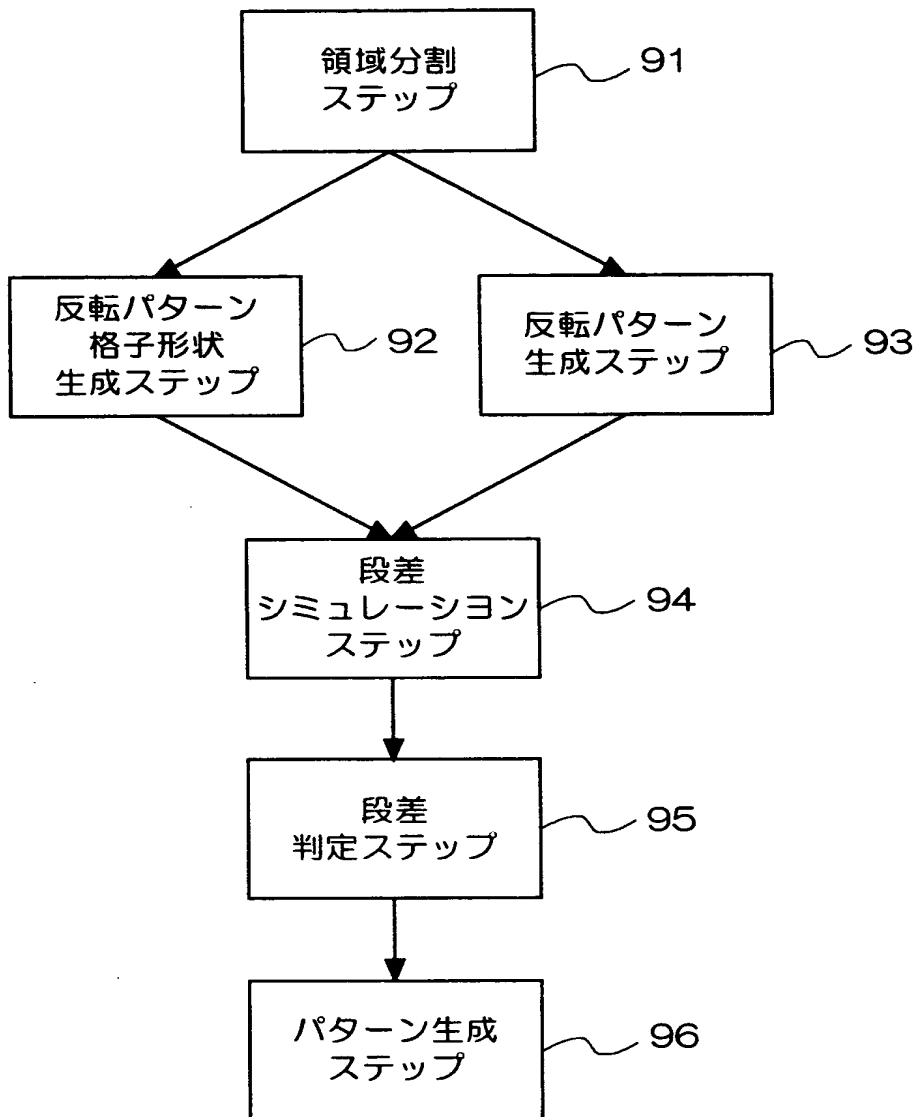 領域分割
ステップ
91
反転パターン
格子形状
生成ステップ
92
反転パターン
生成ステップ
93
段差
シミュレーション
ステップ
94
段差
判定ステップ
95
パターン生成
ステップ
96